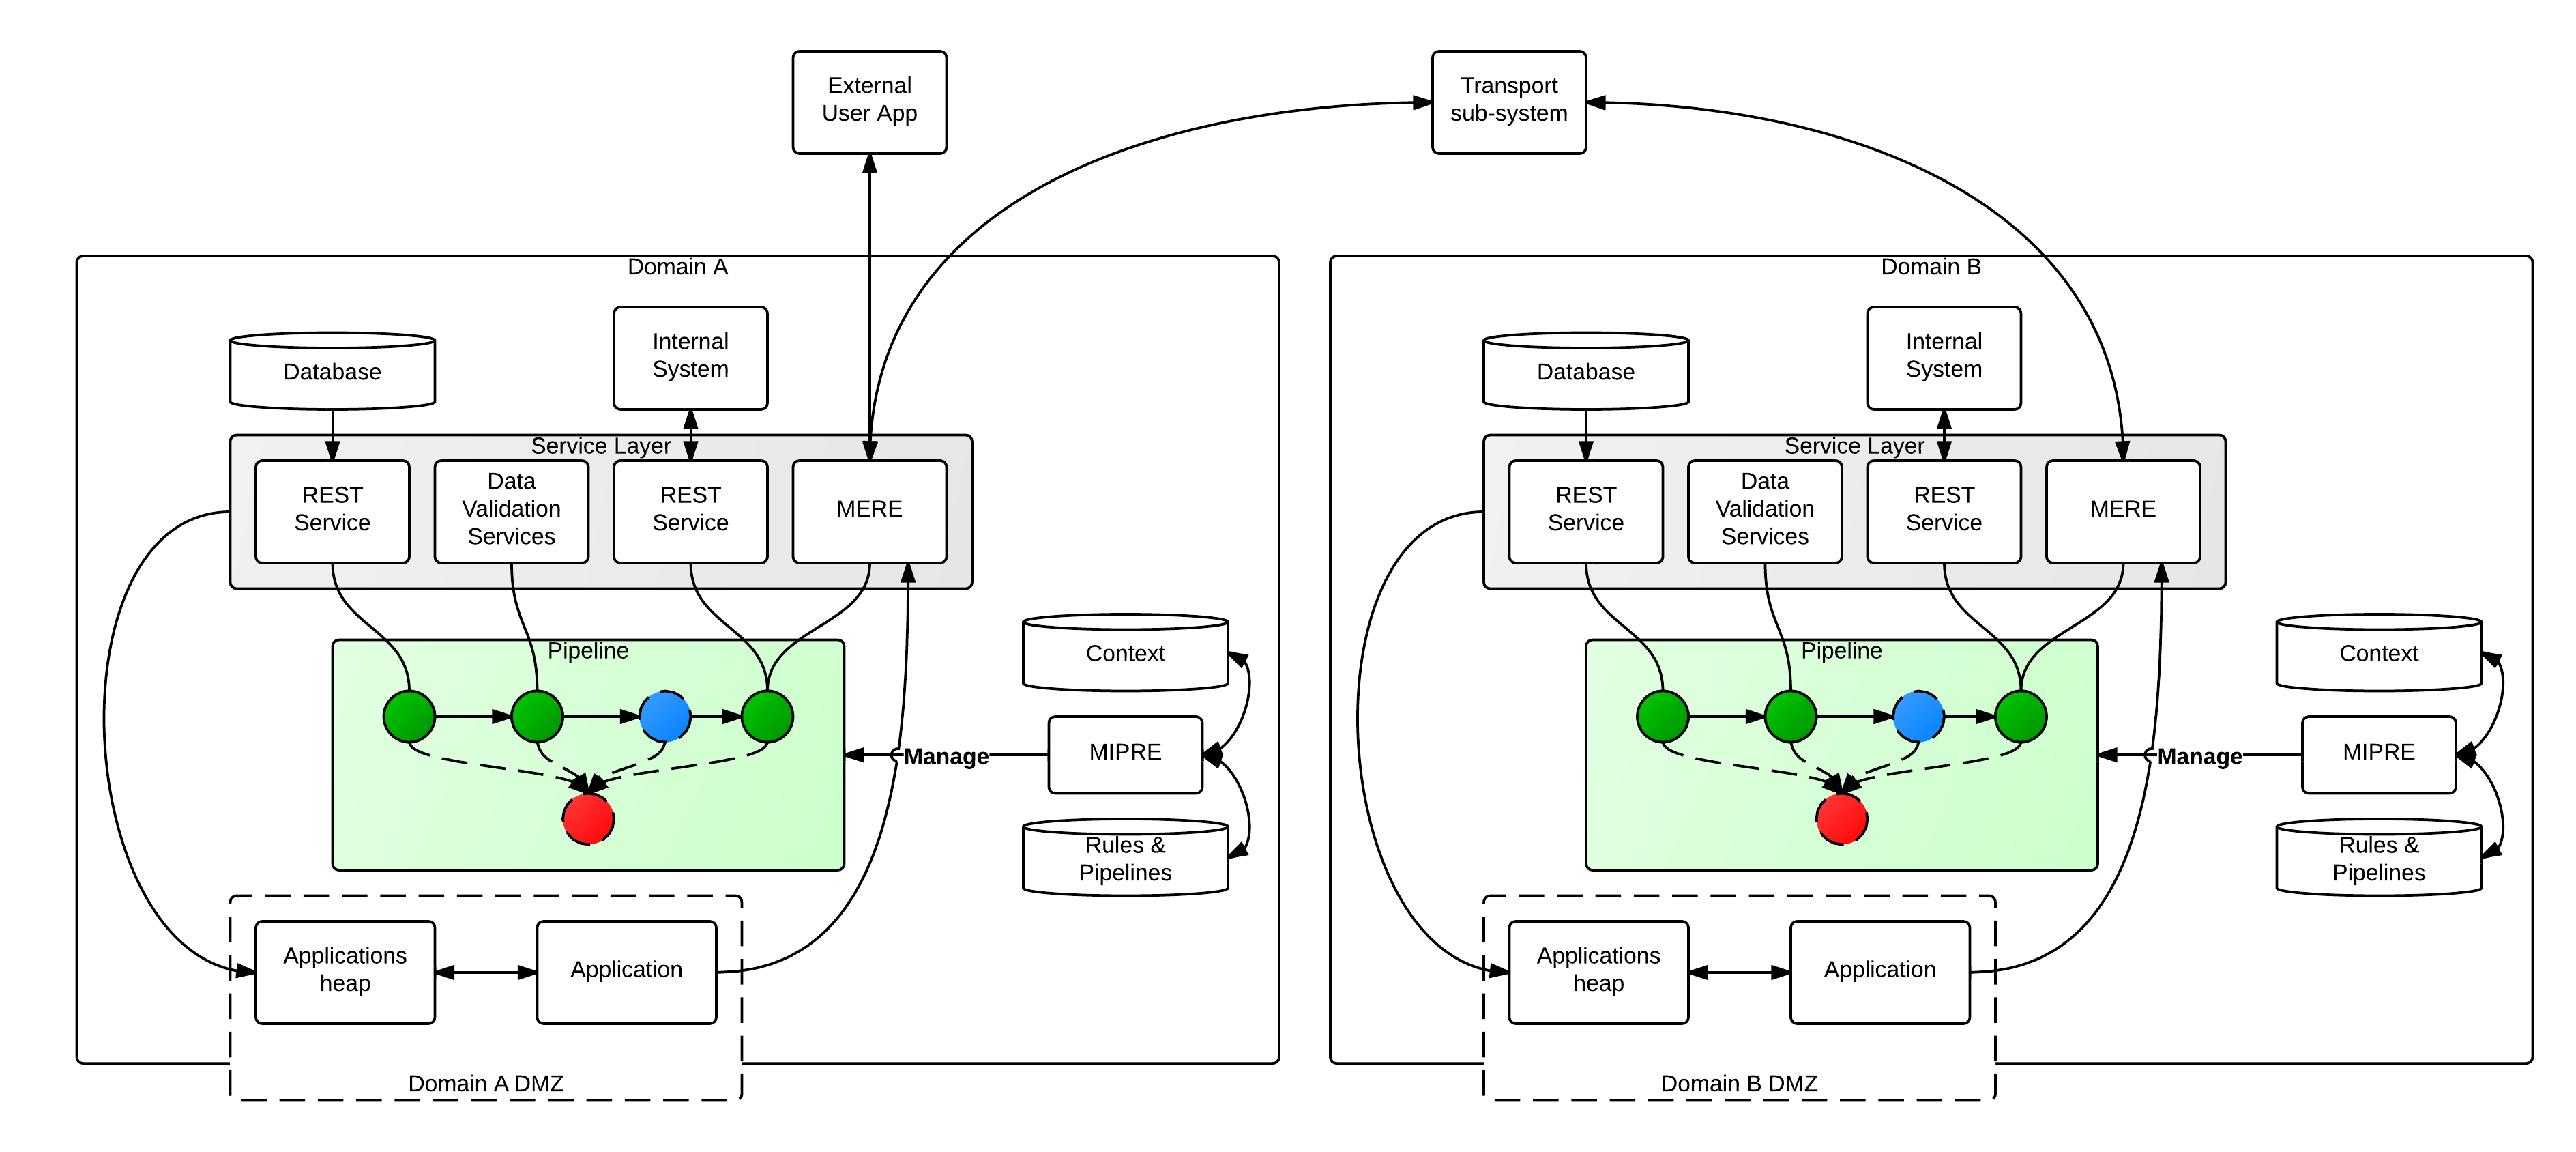 External
User App
Transport
sub-system
Domain A
Database
Internal
System
Service Layer
REST
Service
Data
Validation
Services
REST
Service
MERE
Pipeline
Context
Manage
MIPRE
Rules &
Pipelines
Applications
heap
Application
Domain A DMZ
Domain B
Database
Internal
System
Service Layer
REST
Service
Data
Validation
Services
REST
Service
MERE
Pipeline
Context
Manage
MIPRE
Rules &
Pipelines
Applications
heap
Application
Domain B DMZ